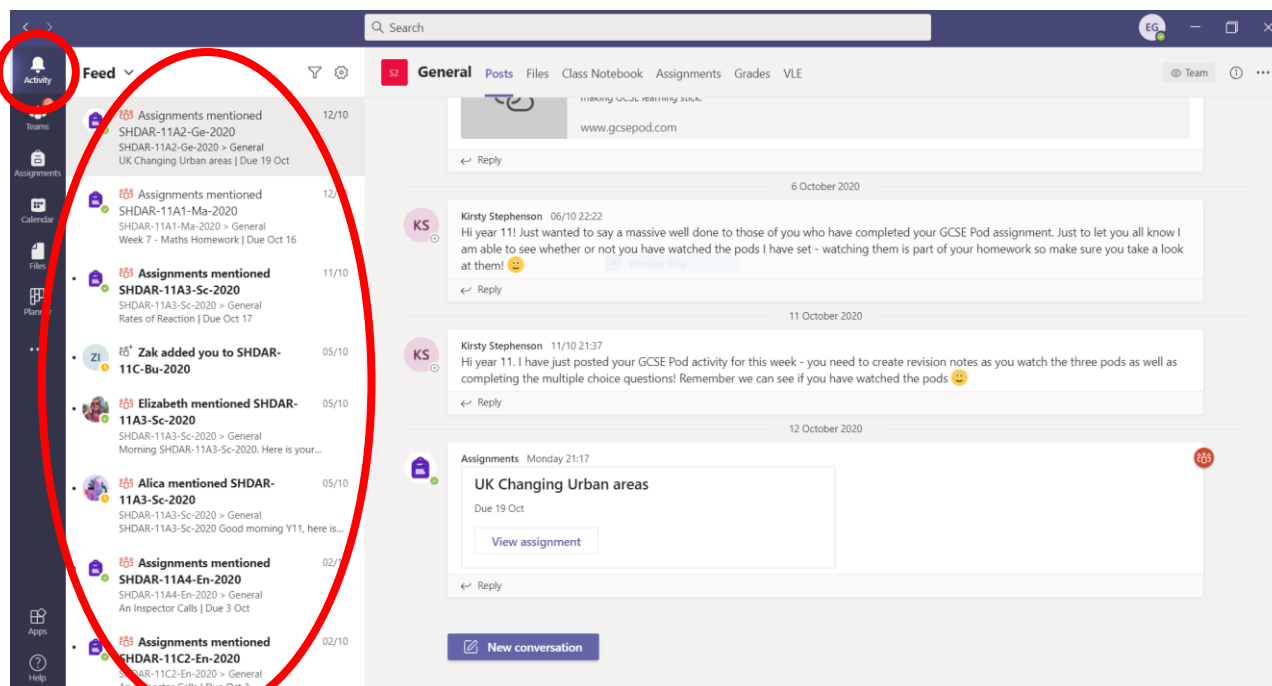 Search
EG
Activity
Teams
Assignments
Calendar
Files
Planner
Apps
Help
Feed
Assignments mentioned 12/10
SHDAR-11A2-Ge-2020
SHDAR-11A2-Ge-2020 > General
UK Changing Urban areas | Due 19 Oct
Assignments mentioned
SHDAR-11A1-Ma-2020
SHDAR-11A1-Ma-2020 > General
Week 7 - Maths Homework | Due Oct 16
Assignments mentioned 11/10
SHDAR-11A3-Sc-2020
SHDAR-11A3-Sc-2020 > General
Rates of Reaction | Due Oct 17
ZI
Zak added you to SHDAR- 05/10
11C-Bu-2020
Elizabeth mentioned SHDAR- 05/10
11A3-Sc-2020
SHDAR-11A3-Sc-2020 > General
Morning SHDAR-11A3-Sc-2020. Here is your...
Alica mentioned SHDAR- 05/10
11A3-Sc-2020
SHDAR-11A3-Sc-2020 > General
SHDAR-11A3-Sc-2020 Good morning Y11, here is...
Assignments mentioned
SHDAR-11A4-En-2020
SHDAR-11A4-En-2020 > General
An Inspector Calls | Due 3 Oct
Assignments mentioned 02/10
SHDAR-11C2-En-2020
SHDAR-11C2-En-2020 > General
S2 General Posts Files Class Notebook Assignments Grades VLE Team
making GCSE learning stick.
www.gcsepod.com
Reply
6 October 2020
KS
Kirsty Stephenson 06/10 22:22
Hi year 11! Just wanted to say a massive well done to those of you who have completed your GCSE Pod assignment. Just to let you all know I
am able to see whether or not you have watched the pods I have set - watching them is part of your homework so make sure you take a look
at them!
Reply
11 October 2020
KS
Kirsty Stephenson 11/10 21:37
Hi year 11. I have just posted your GCSE Pod activity for this week - you need to create revision notes as you watch the three pods as well as
completing the multiple choice questions! Remember we can see if you have watched the pods
Reply
12 October 2020
Assignments Monday 21:17
UK Changing Urban areas
Due 19 Oct
View assignment
Reply
New conversation